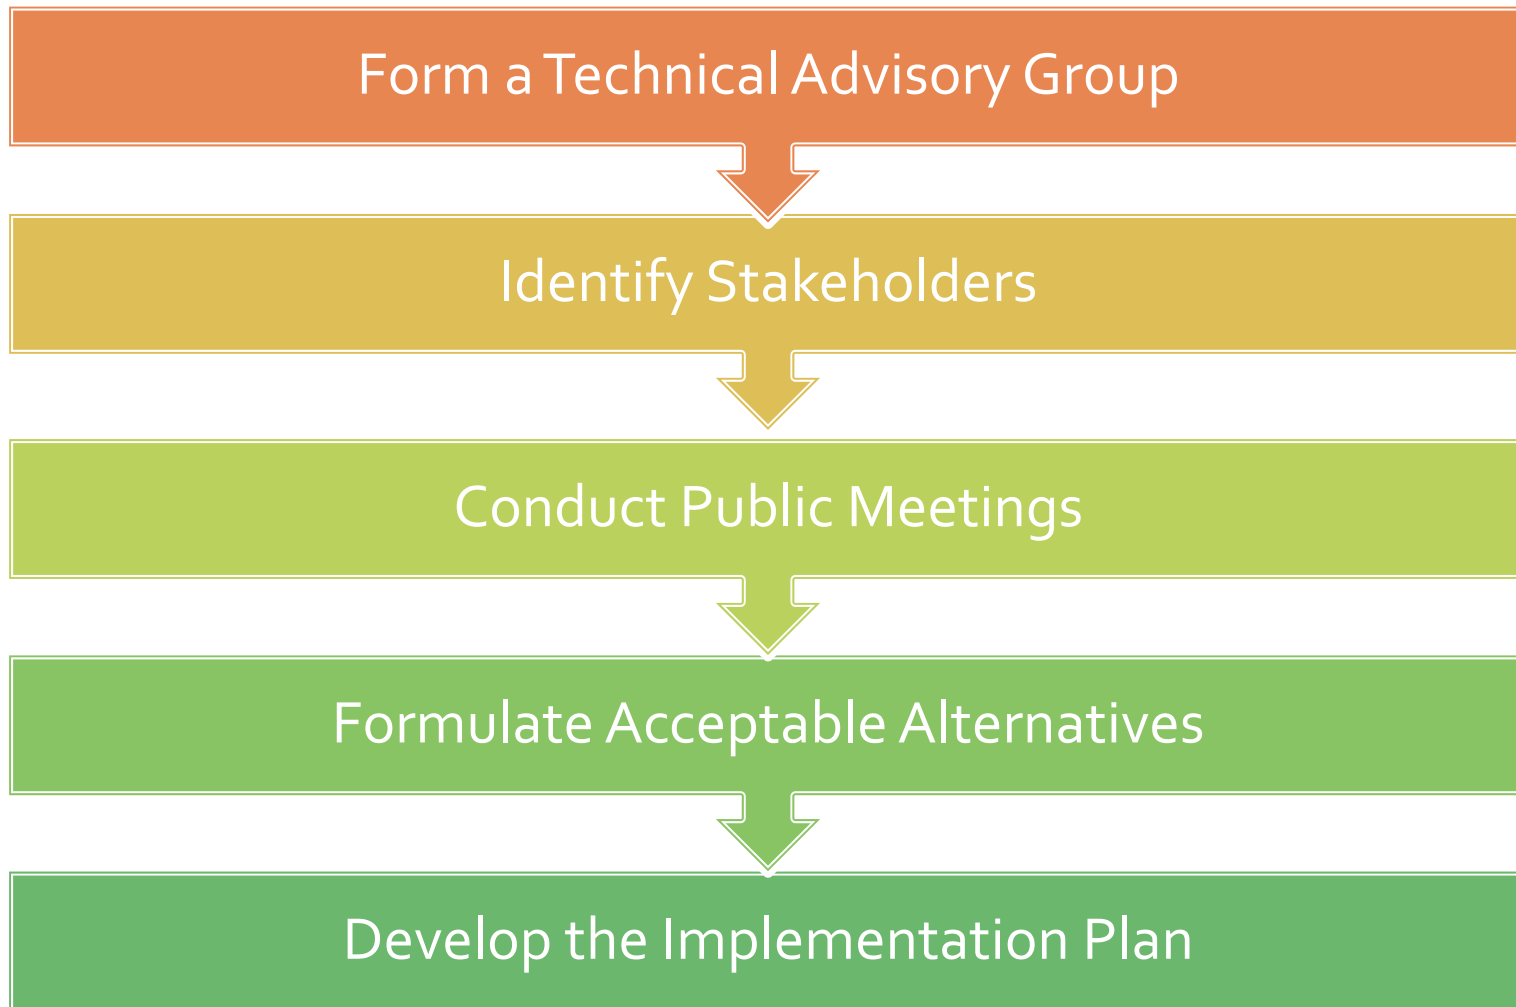 Form a Technical Advisory Group
Identify Stakeholders
Conduct Public Meetings
Formulate Acceptable Alternatives
Develop the Implementation Plan